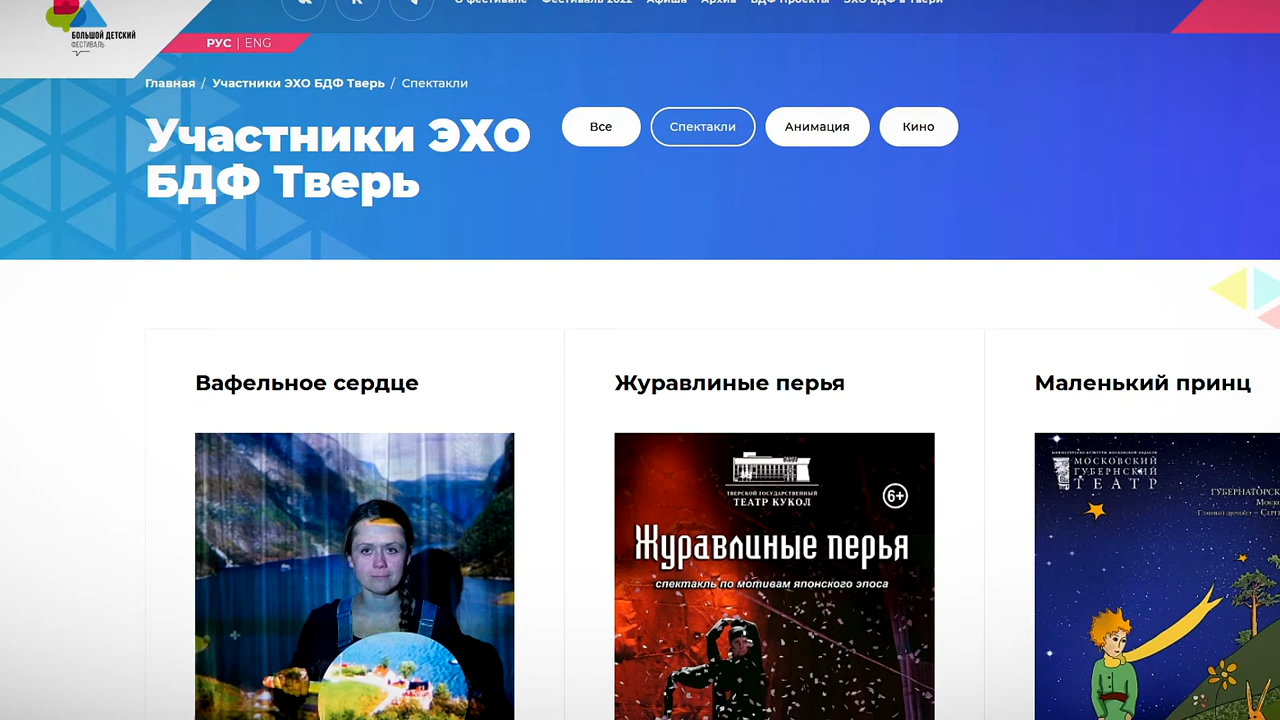 О фестивале Фестиваль 2022 Афиша Архив БДФ Проекты ЭХО БДФ в Твери
БОЛЬШОЙ ДЕТСКИЙ
ФЕСТИВАЛЬ
РУС | ENG
Главная / Участники ЭХО БДФ Тверь / Спектакли
Участники ЭХО
БДФ Тверь
Все Спектакли Анимация Кино
Вафельное сердце
Журавлиные перья
ТВЕРСКОЙ ГОСУДАРСТВЕННЫЙ
ТЕАТР КУКОЛ
6+
Журавлиные перья
спектакль по мотивам японского эпоса
Маленький принц
МОСКОВСКИЙ
ГУБЕРНСКИЙ
ТЕАТР